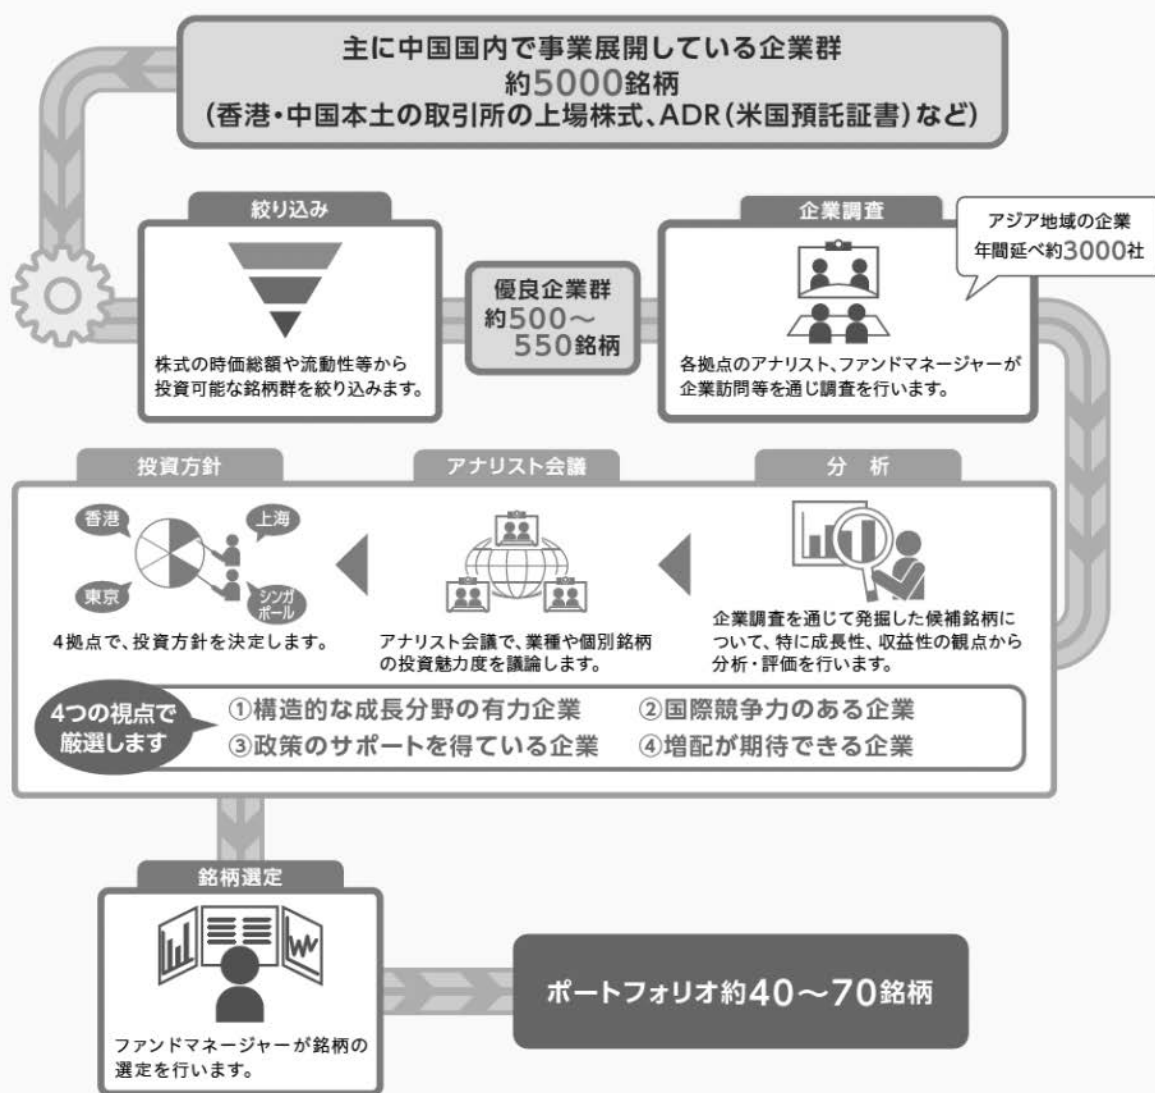 主に中国国内で事業展開している企業群
約5000銘柄
(香港・中国本土の取引所の上場株式、ADR(米国預託証書)など)
絞り込み
株式の時価総額や流動性等から
投資可能な銘柄群を絞り込みます。
優良企業群
約500〜
550銘柄
企業調査
アジア地域の企業
年間延べ約3000社
各拠点のアナリスト、ファンドマネージャーが
企業訪問等を通じ調査を行います。
分 析
企業調査を通じて発掘した候補銘柄に
ついて、特に成長性、収益性の観点から
分析・評価を行います。
アナリスト会議
アナリスト会議で、業種や個別銘柄
の投資魅力度を議論します。
投資方針
香港
上海
東京
シンガ
ポール
4拠点で、投資方針を決定します。
4つの視点で
厳選します
①構造的な成長分野の有力企業
②国際競争力のある企業
③政策のサポートを得ている企業
④増配が期待できる企業
銘柄選定
ファンドマネージャーが銘柄の
選定を行います。
ポートフォリオ約40〜70銘柄